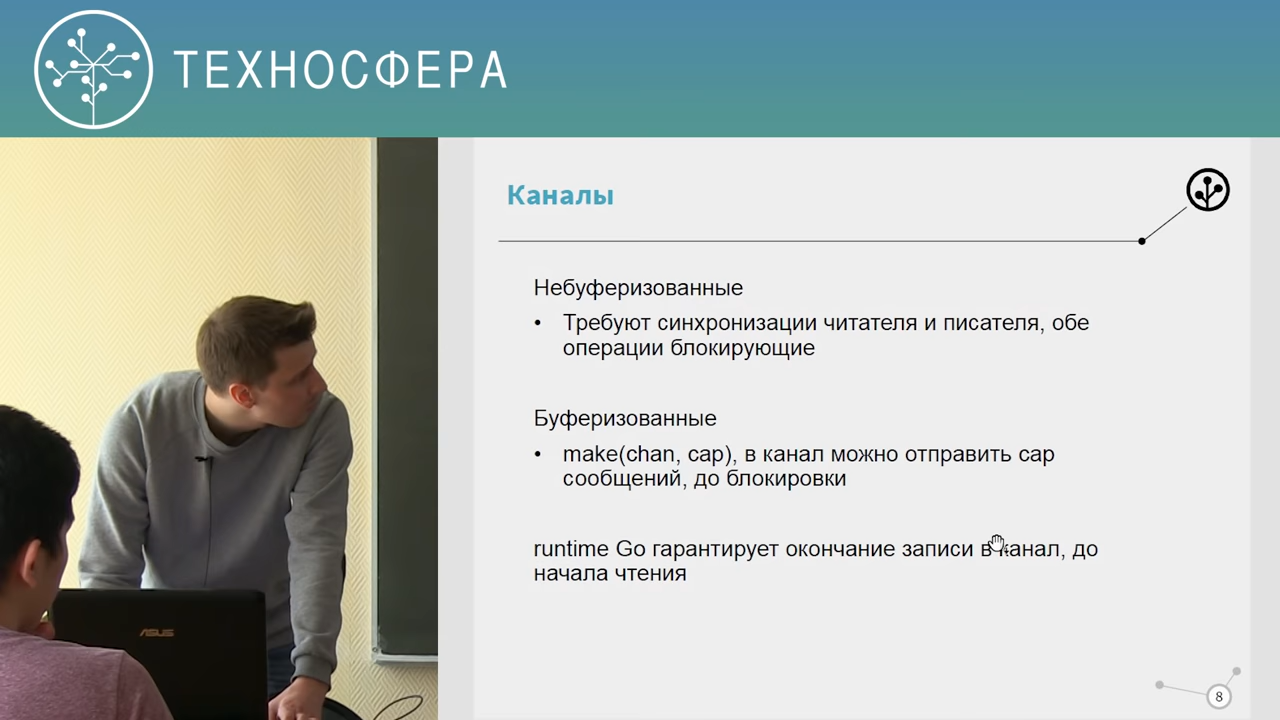 ТЕХНОСФЕРА
Каналы
Небуферизованные
• Требуют синхронизации читателя и писателя, обе
операции блокирующие
Буферизованные
• make(chan, cap), в канал можно отправить cap
сообщений, до блокировки
runtime Go гарантирует окончание записи в канал, до
начала чтения
ASUS
8